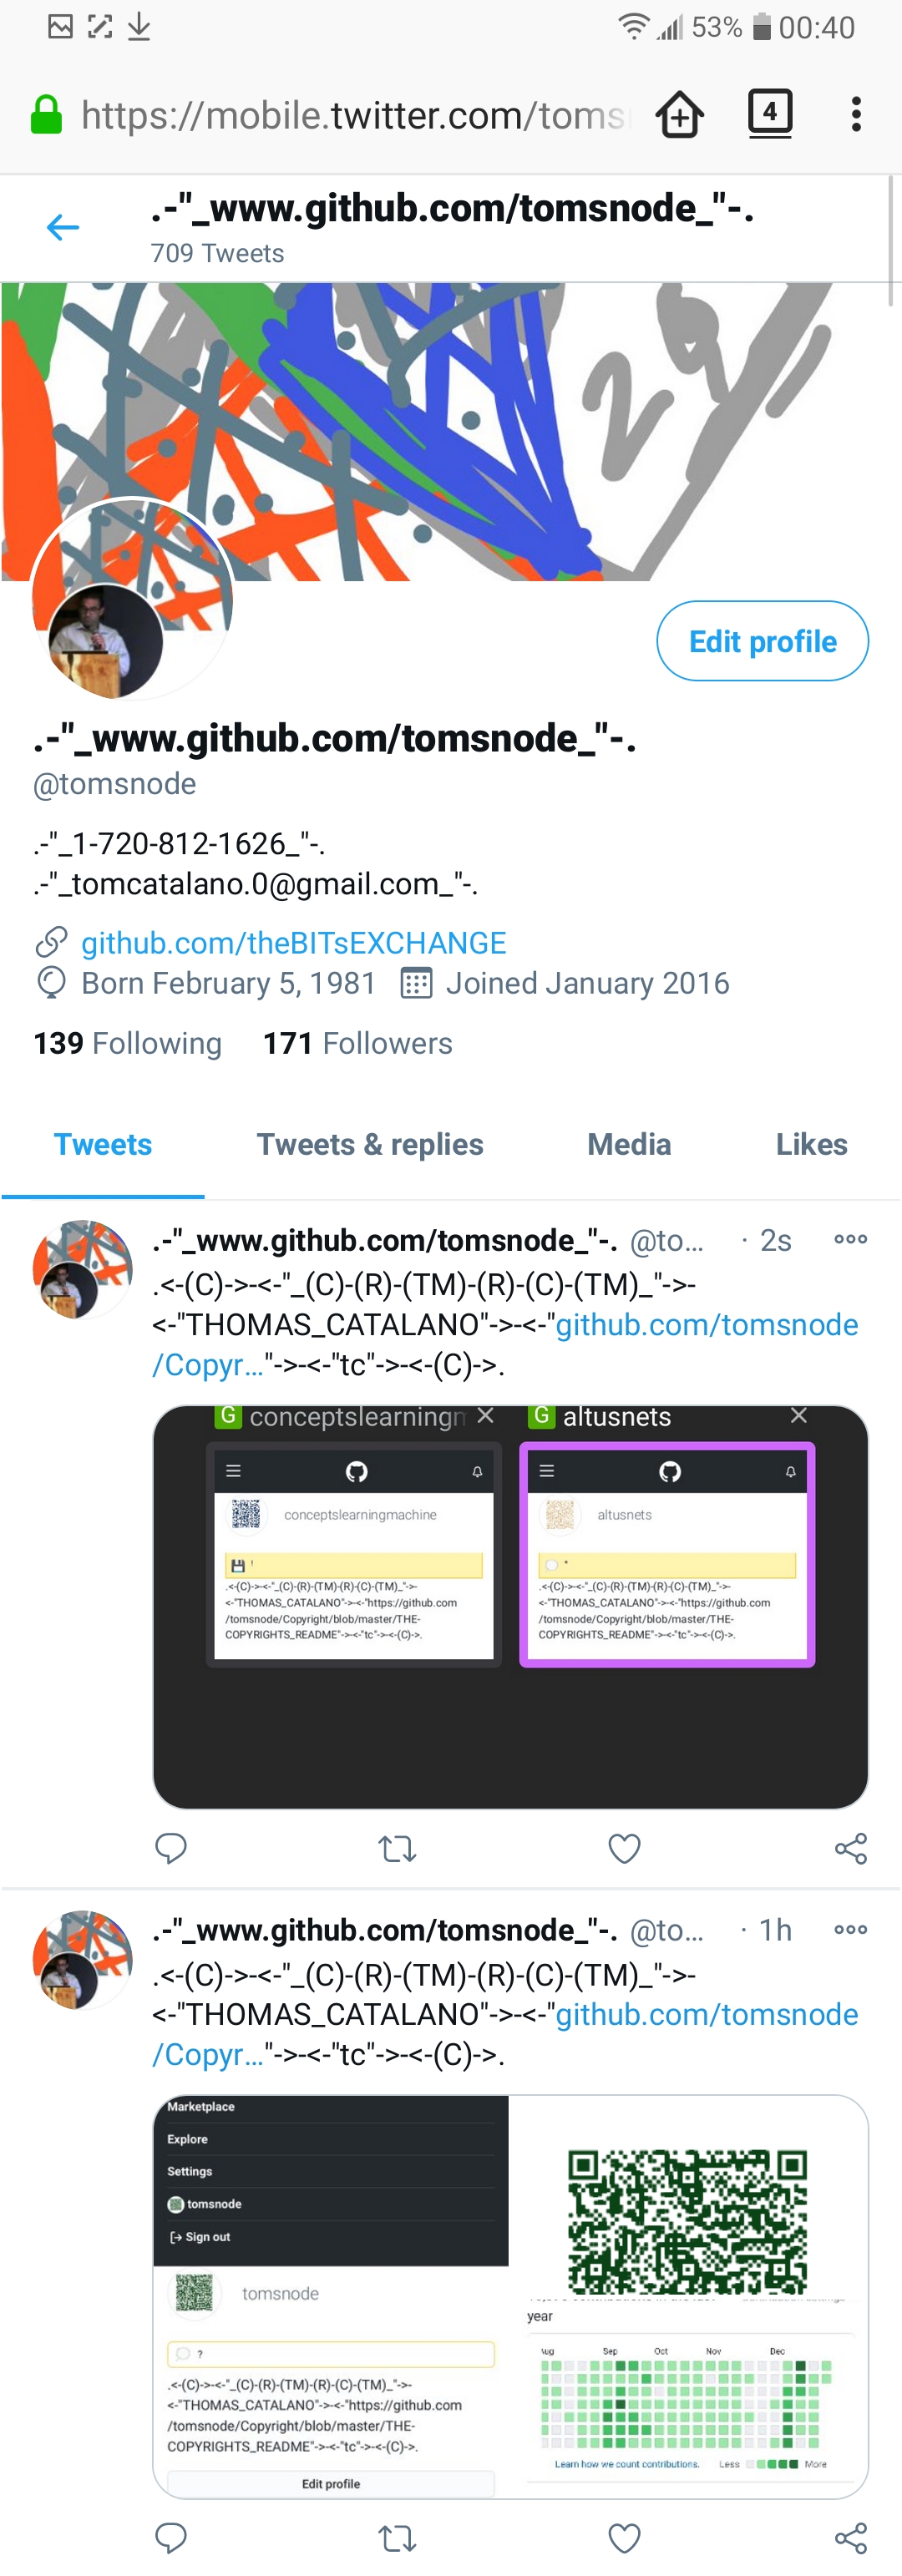 53% 00:40
https://mobile.twitter.com/toms
4
.-"_www.github.com/tomsnode_"-.
709 Tweets
Edit profile
.-"_www.github.com/tomsnode_"-.
@tomsnode
.-"_1-720-812-1626_"-.
.-"_tomcatalano.0@gmail.com_"-.
github.com/theBITsEXCHANGE
Born February 5, 1981 Joined January 2016
139 Following 171 Followers
Tweets Tweets & replies Media Likes
.-"_www.github.com/tomsnode_"-. @to... · 2s
.<-(C)->-<-"_(C)-(R)-(TM)-(R)-(C)-(TM)_"->-
<-"THOMAS_CATALANO"->-<-"github.com/tomsnode
/Copyr..."->-<-"tc"->-<-(C)->.
G conceptslearningm G altusnets
conceptslearningmachine
.<-(C)->-<-"_(C)-(R)-(TM)-(R)-(C)-(TM)_"->-
<-"THOMAS_CATALANO"->-<-"https://github.com
/tomsnode/Copyright/blob/master/THE-
COPYRIGHTS_README"->-<-"tc"->-<-(C)->.
altusnets
.<-(C)->-<-"_(C)-(R)-(TM)-(R)-(C)-(TM)_"->-
<-"THOMAS_CATALANO"->-<-"https://github.com
/tomsnode/Copyright/blob/master/THE-
COPYRIGHTS_README"->-<-"tc"->-<-(C)->.
.-"_www.github.com/tomsnode_"-. @to... · 1h
.<-(C)->-<-"_(C)-(R)-(TM)-(R)-(C)-(TM)_"->-
<-"THOMAS_CATALANO"->-<-"github.com/tomsnode
/Copyr..."->-<-"tc"->-<-(C)->.
Marketplace
Explore
Settings
tomsnode
Sign out
tomsnode
?
.<-(C)->-<-"_(C)-(R)-(TM)-(R)-(C)-(TM)_"->-
<-"THOMAS_CATALANO"->-<-"https://github.com
/tomsnode/Copyright/blob/master/THE-
COPYRIGHTS_README"->-<-"tc"->-<-(C)->.
Edit profile
year
Aug Sep Oct Nov Dec
Learn how we count contributions. Less More